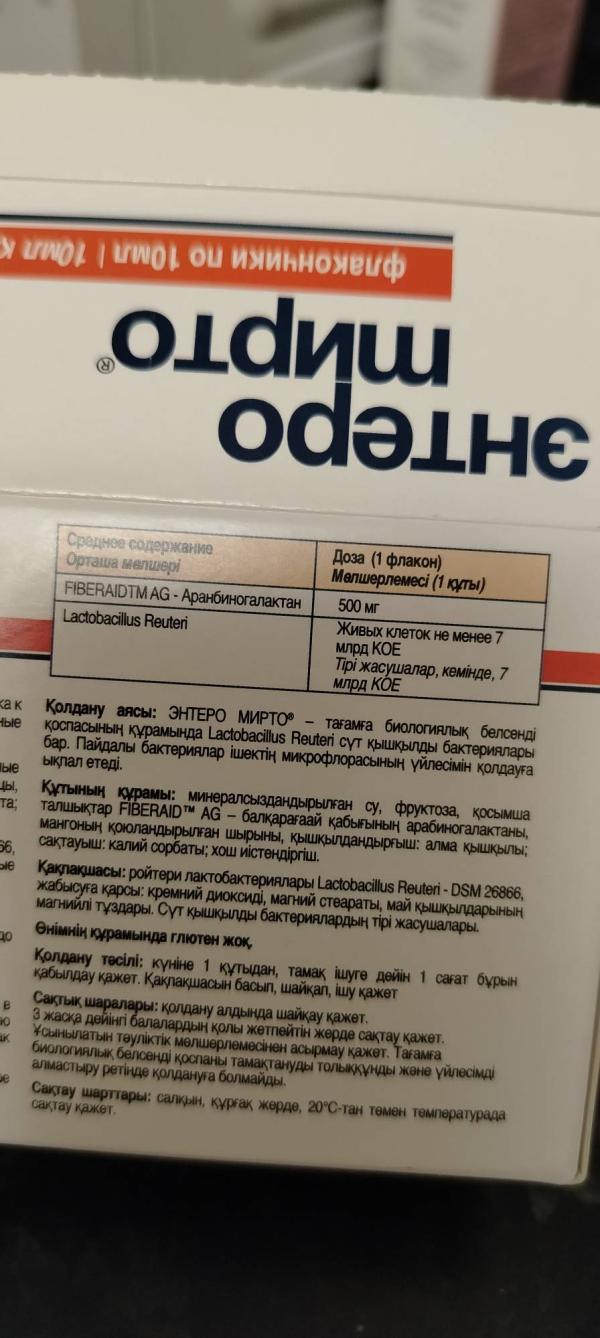 флакончики по 10мл | 10мл қ
энтеро
мирто®
Среднее содержание
Орташа мөлшері
Доза (1 флакон)
Мөлшерлемесі (1 құты)
FIBERAIDTM AG - Аранбиногалактан
500 мг
Lactobacillus Reuteri
Живых клеток не менее 7
млрд КОЕ
Тірі жасушалар, кемінде, 7
млрд КОЕ
Қолдану аясы: ЭНТЕРО МИРТО® – тағамға биологиялық белсенді
қоспасының құрамында Lactobacillus Reuteri сүт қышқылды бактериялары
бар. Пайдалы бактериялар ішектің микрофлорасының үйлесімін қолдауға
ықпал етеді.
Құтының құрамы: минералсыздандырылған су, фруктоза, қосымша
талшықтар FIBERAID™ AG – балқарағаай қабығының арабиногалактаны,
мангоның қоюландырылған шырыны, қышқылдандырғыш: алма қышқылы;
сақтауыш: калий сорбаты; хош иістендіргіш.
Қақпақшасы: ройтери лактобактериялары Lactobacillus Reuteri - DSM 26866,
жабысуға қарсы: кремний диоксиді, магний стеараты, май қышқылдарының
магнийлі тұздары. Сүт қышқылды бактериялардың тірі жасушалары.
Өнімнің құрамында глютен жоқ.
Қолдану тәсілі: күніне 1 құтыдан, тамақ ішуге дейін 1 сағат бұрын
қабылдау қажет. Қақпақшасын басып, шайқап, ішу қажет
Сақтық шаралары: қолдану алдында шайқау қажет.
3 жасқа дейінгі балалардың қолы жетпейтін жерде сақтау қажет.
Ұсынылатын тәуліктік мөлшерлемесінен асырмау қажет. Тағамға
биологиялық белсенді қоспаны тамақтануды толыққұнды және үйлесімді
алмастыру ретінде қолдануға болмайды.
Сақтау шарттары: салқын, құрғақ жерде, 20°С-тан төмен температурада
сақтау қажет.